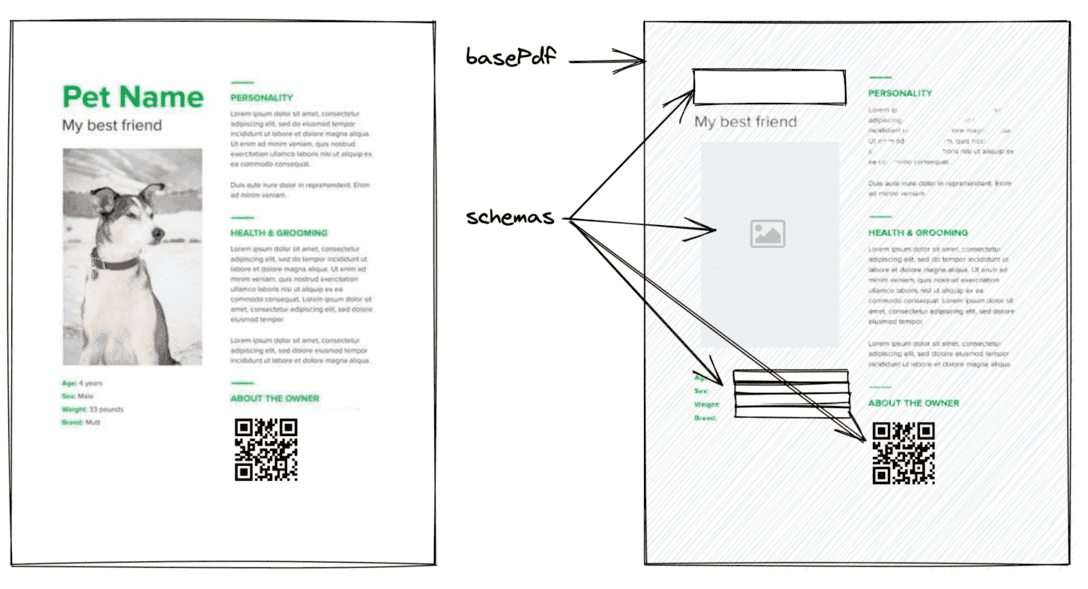 Pet Name
My best friend
Age: 4 years
Sex: Male
Weight: 33 pounds
Breed: Mutt
PERSONALITY
Lorem ipsum dolor sit amet, consectetur
adipiscing elit, sed do eiusmod tempor
incididunt ut labore et dolore magna aliqua.
Ut enim ad minim veniam, quis nostrud
exercitation ullamco laboris nisi ut aliquip ex
ea commodo consequat.
Duis aute irure dolor in reprehenderit. Enim
ad minim veniam.
HEALTH & GROOMING
Lorem ipsum dolor sit amet, consectetur
adipiscing elit, sed do tempor incididunt ut
labore et dolore magna aliqua. Ut enim ad
minim veniam, quis nostrud exercitation
ullamco laboris nisi ut aliquip ex ea
commodo consequat. Lorem ipsum dolor sit
amet, consectetur adipiscing elit, sed do
eiusmod tempor.
Lorem ipsum dolor sit amet, consectetur
adipiscing elit, sed do eiusmod tempor
incididunt ut labore et dolore magna aliqua.
ABOUT THE OWNER
basePdf
schemas
My best friend
Sex:
Weight:
Breed:
PERSONALITY
Lorem
adipiscing
incididunt
Ut
nisi ut aliquip ex
ea commodo consequat.
Duis aute irure dolor in reprehenderit. Enim
ad minim veniam.
HEALTH & GROOMING
Lorem ipsum dolor sit amet, consectetur
adipiscing elit, sed do tempor incididunt ut
labore et dolore magna aliqua. Ut enim ad
minim veniam, quis nostrud exercitation
ullamco laboris nisi ut aliquip ex ea
commodo consequat. Lorem ipsum dolor sit
amet, consectetur adipiscing elit, sed do
eiusmod tempor.
Lorem ipsum dolor sit amet, consectetur
adipiscing elit, sed do eiusmod tempor
incididunt ut labore et dolore magna aliqua.
ABOUT THE OWNER